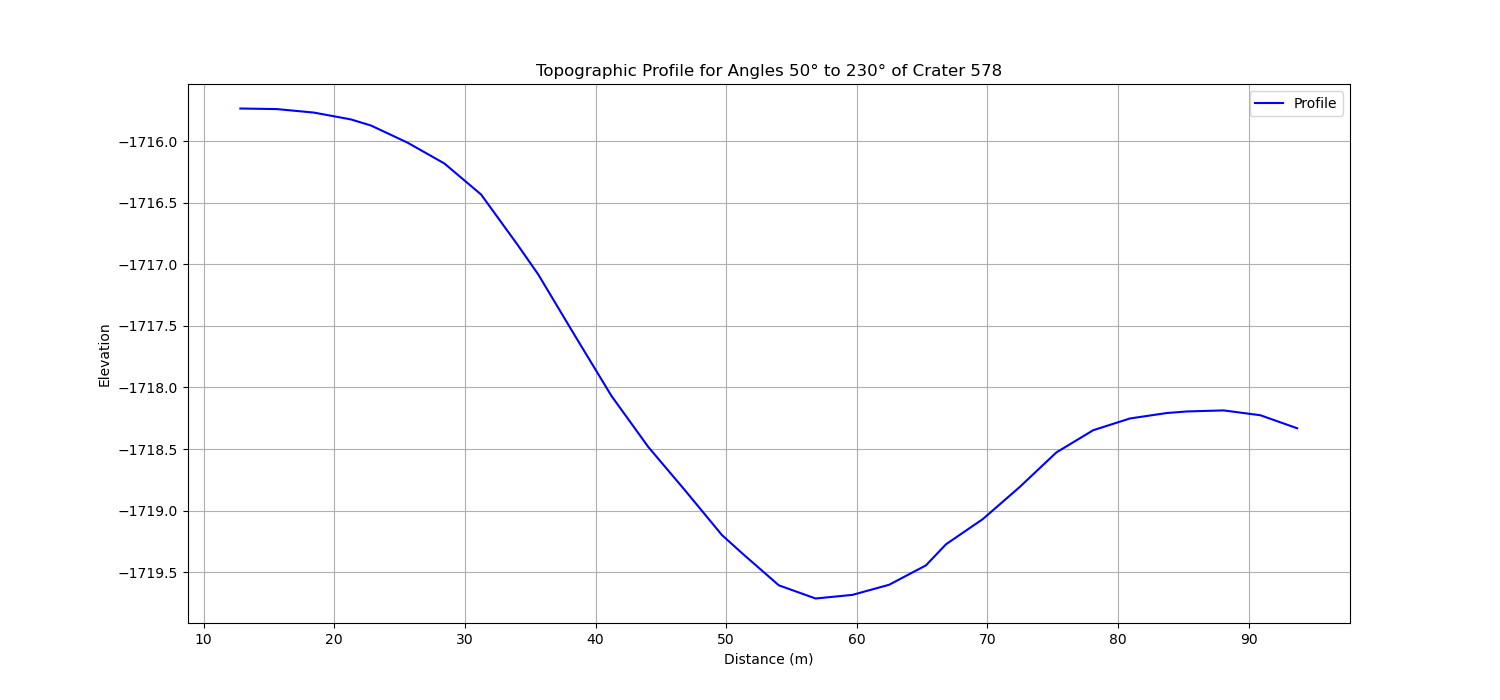 Topographic Profile for Angles 50° to 230° of Crater 578
Profile
Elevation
−1716.0
−1716.5
−1717.0
−1717.5
−1718.0
−1718.5
−1719.0
−1719.5
10 20 30 40 50 60 70 80 90
Distance (m)